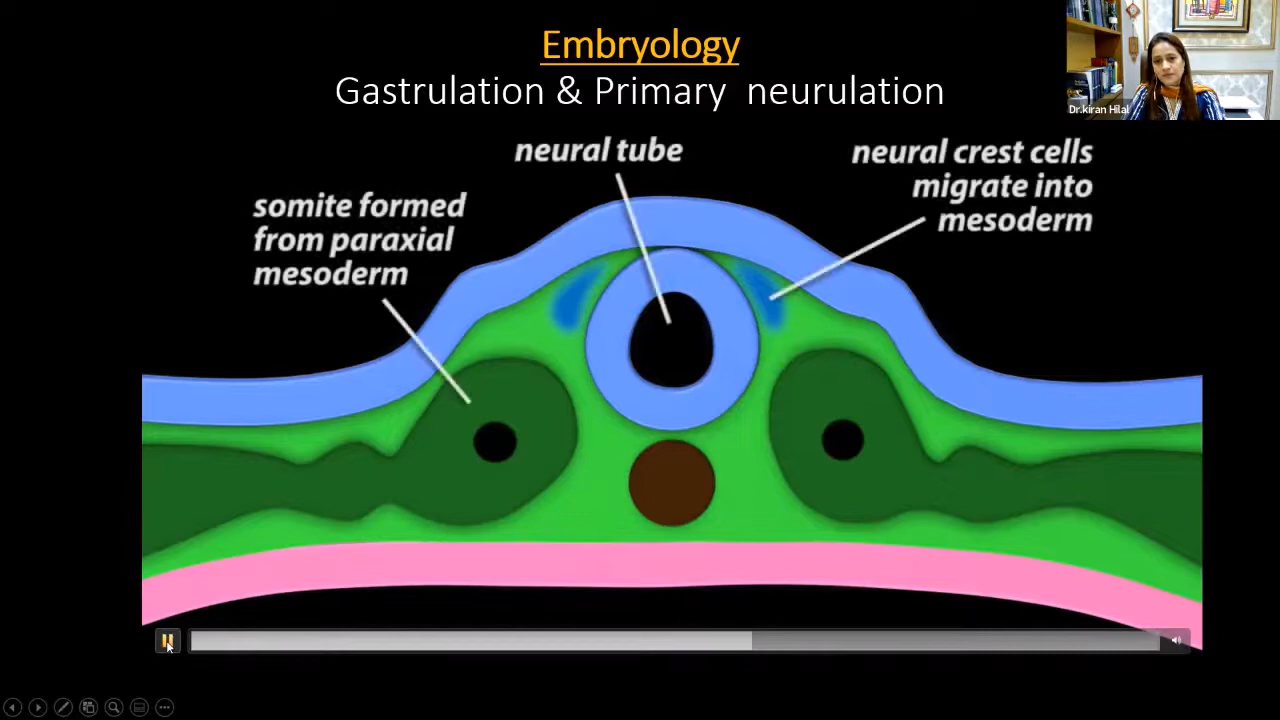 Embryology
Gastrulation & Primary neurulation
Dr.kiran Hilal
neural tube
neural crest cells
migrate into
mesoderm
somite formed
from paraxial
mesoderm